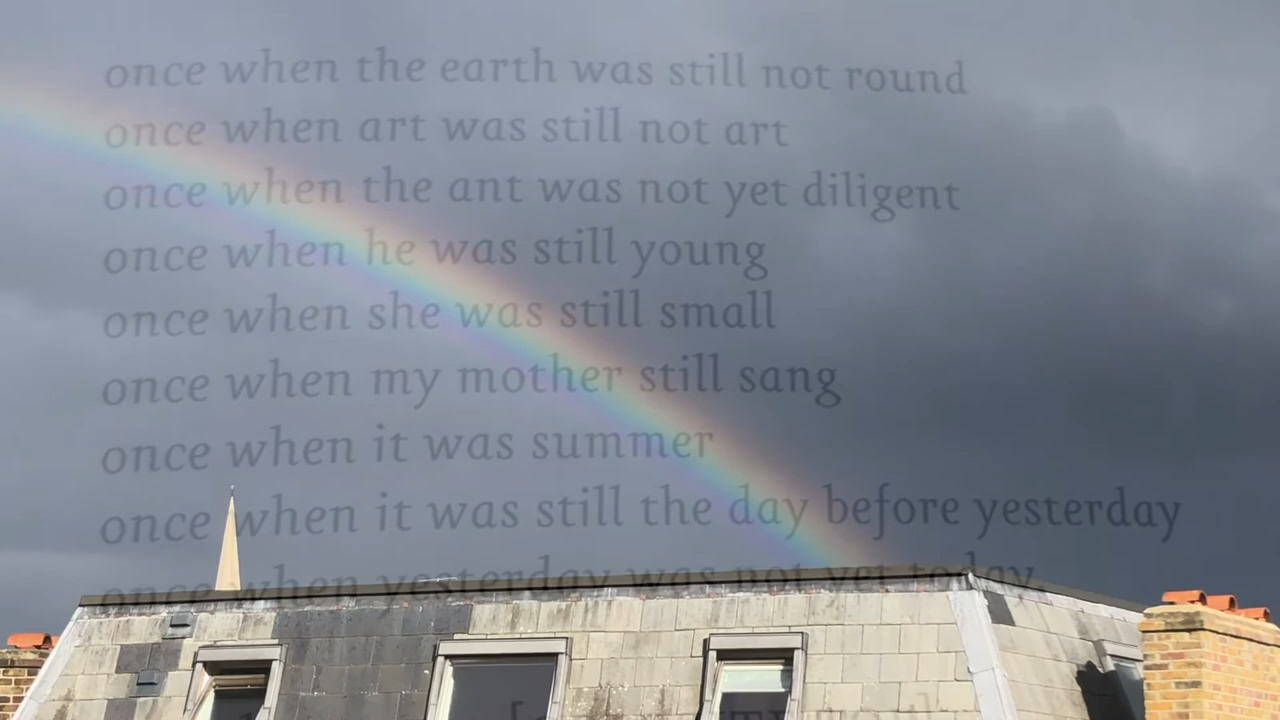 once when the earth was still not round
once when art was still not art
once when the ant was not yet diligent
once when he was still young
once when she was still small
once when my mother still sang
once when it was summer
once when it was still the day before yesterday
once when yesterday was not yet today